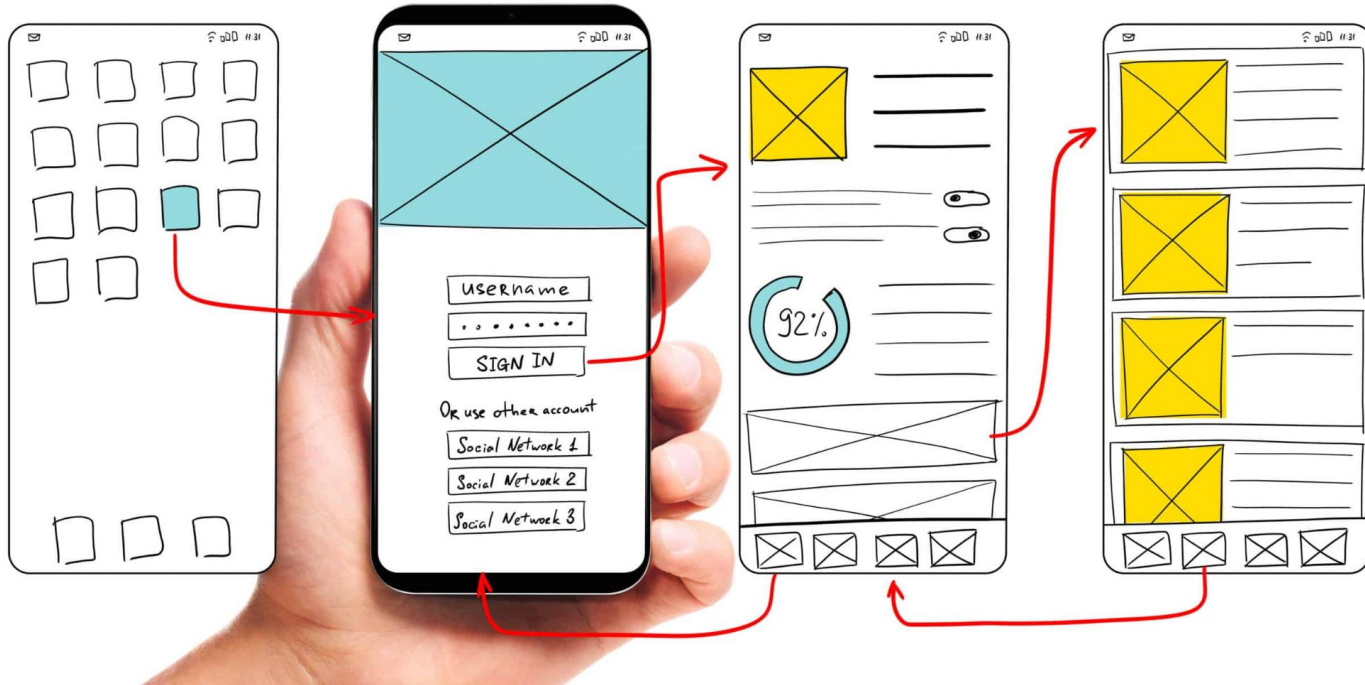 11:31
11:31
11:31
11:31
username
SIGN IN
OR use other account
Social Network 1
Social Network 2
Social Network 3
92%